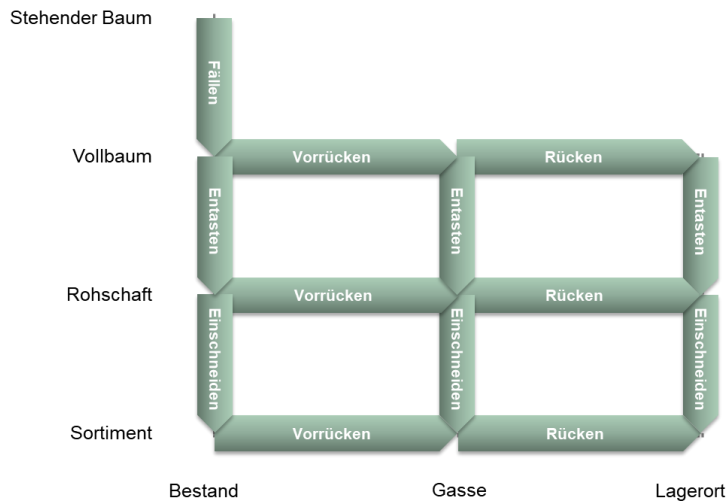 Stehender Baum
Fällen
Vollbaum
Vorrücken
Rücken
Entasten
Entasten
Entasten
Rohschaft
Vorrücken
Rücken
Einschneiden
Einschneiden
Einschneiden
Sortiment
Vorrücken
Rücken
Bestand
Gasse
Lagerort